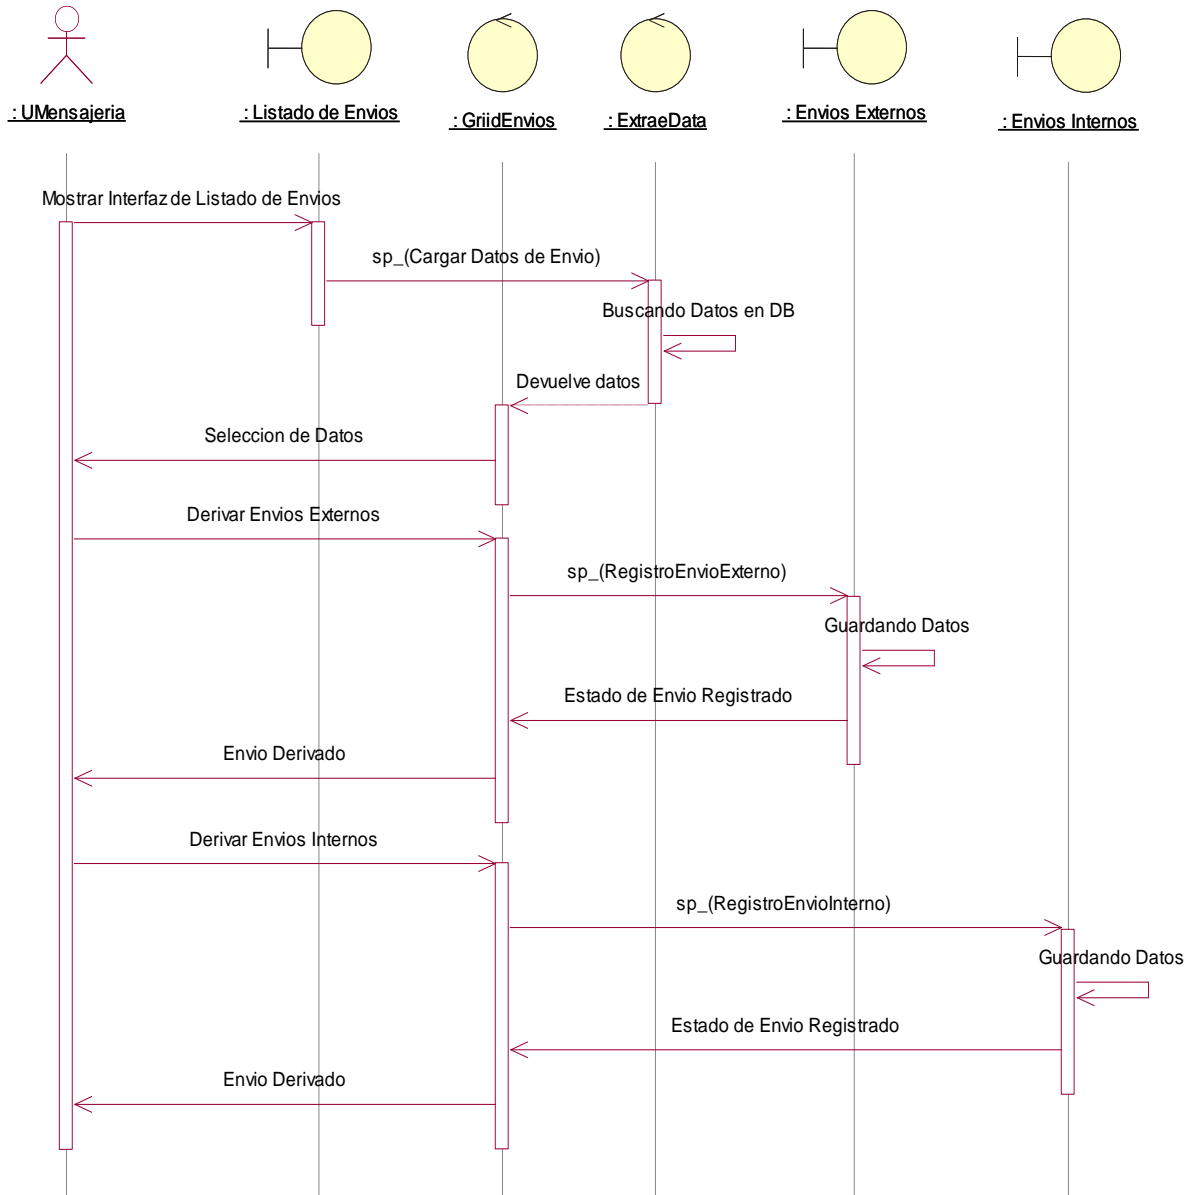 : UMensajeria
: Listado de Envios
: GriidEnvios
: ExtraeData
: Envios Externos
: Envios Internos
Mostrar Interfaz de Listado de Envios
sp_(Cargar Datos de Envio)
Buscando Datos en DB
Devuelve datos
Seleccion de Datos
Derivar Envios Externos
sp_(RegistroEnvioExterno)
Guardando Datos
Estado de Envio Registrado
Envio Derivado
Derivar Envios Internos
sp_(RegistroEnvioInterno)
Guardando Datos
Estado de Envio Registrado
Envio Derivado